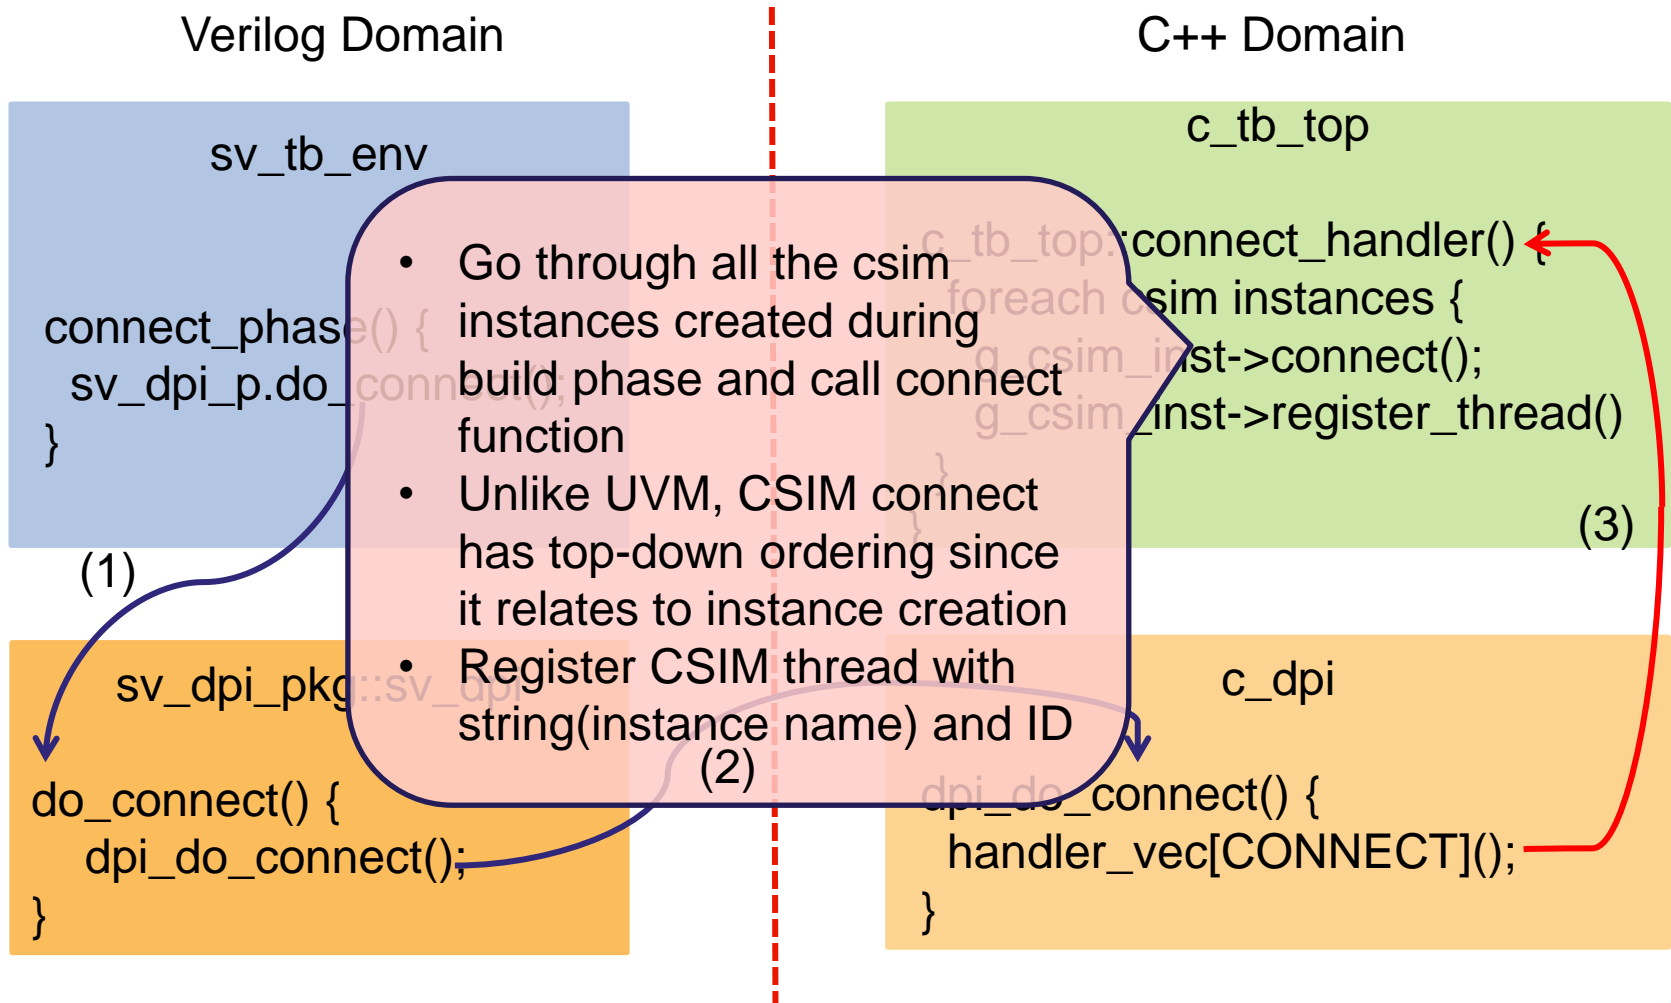 Verilog Domain
C++ Domain
sv_tb_env
connect_phase() {
sv_dpi_p.do_connect();
}
(1)
sv_dpi_pkg::sv_dpi
do_connect() {
dpi_do_connect();
}
• Go through all the csim
instances created during
build phase and call connect
function
• Unlike UVM, CSIM connect
has top-down ordering since
it relates to instance creation
• Register CSIM thread with
string(instance name) and ID
(2)
c_tb_top
c_tb_top::connect_handler() {
foreach csim instances {
g_csim_inst->connect();
g_csim_inst->register_thread()
}
}
(3)
c_dpi
dpi_do_connect() {
handler_vec[CONNECT]();
}